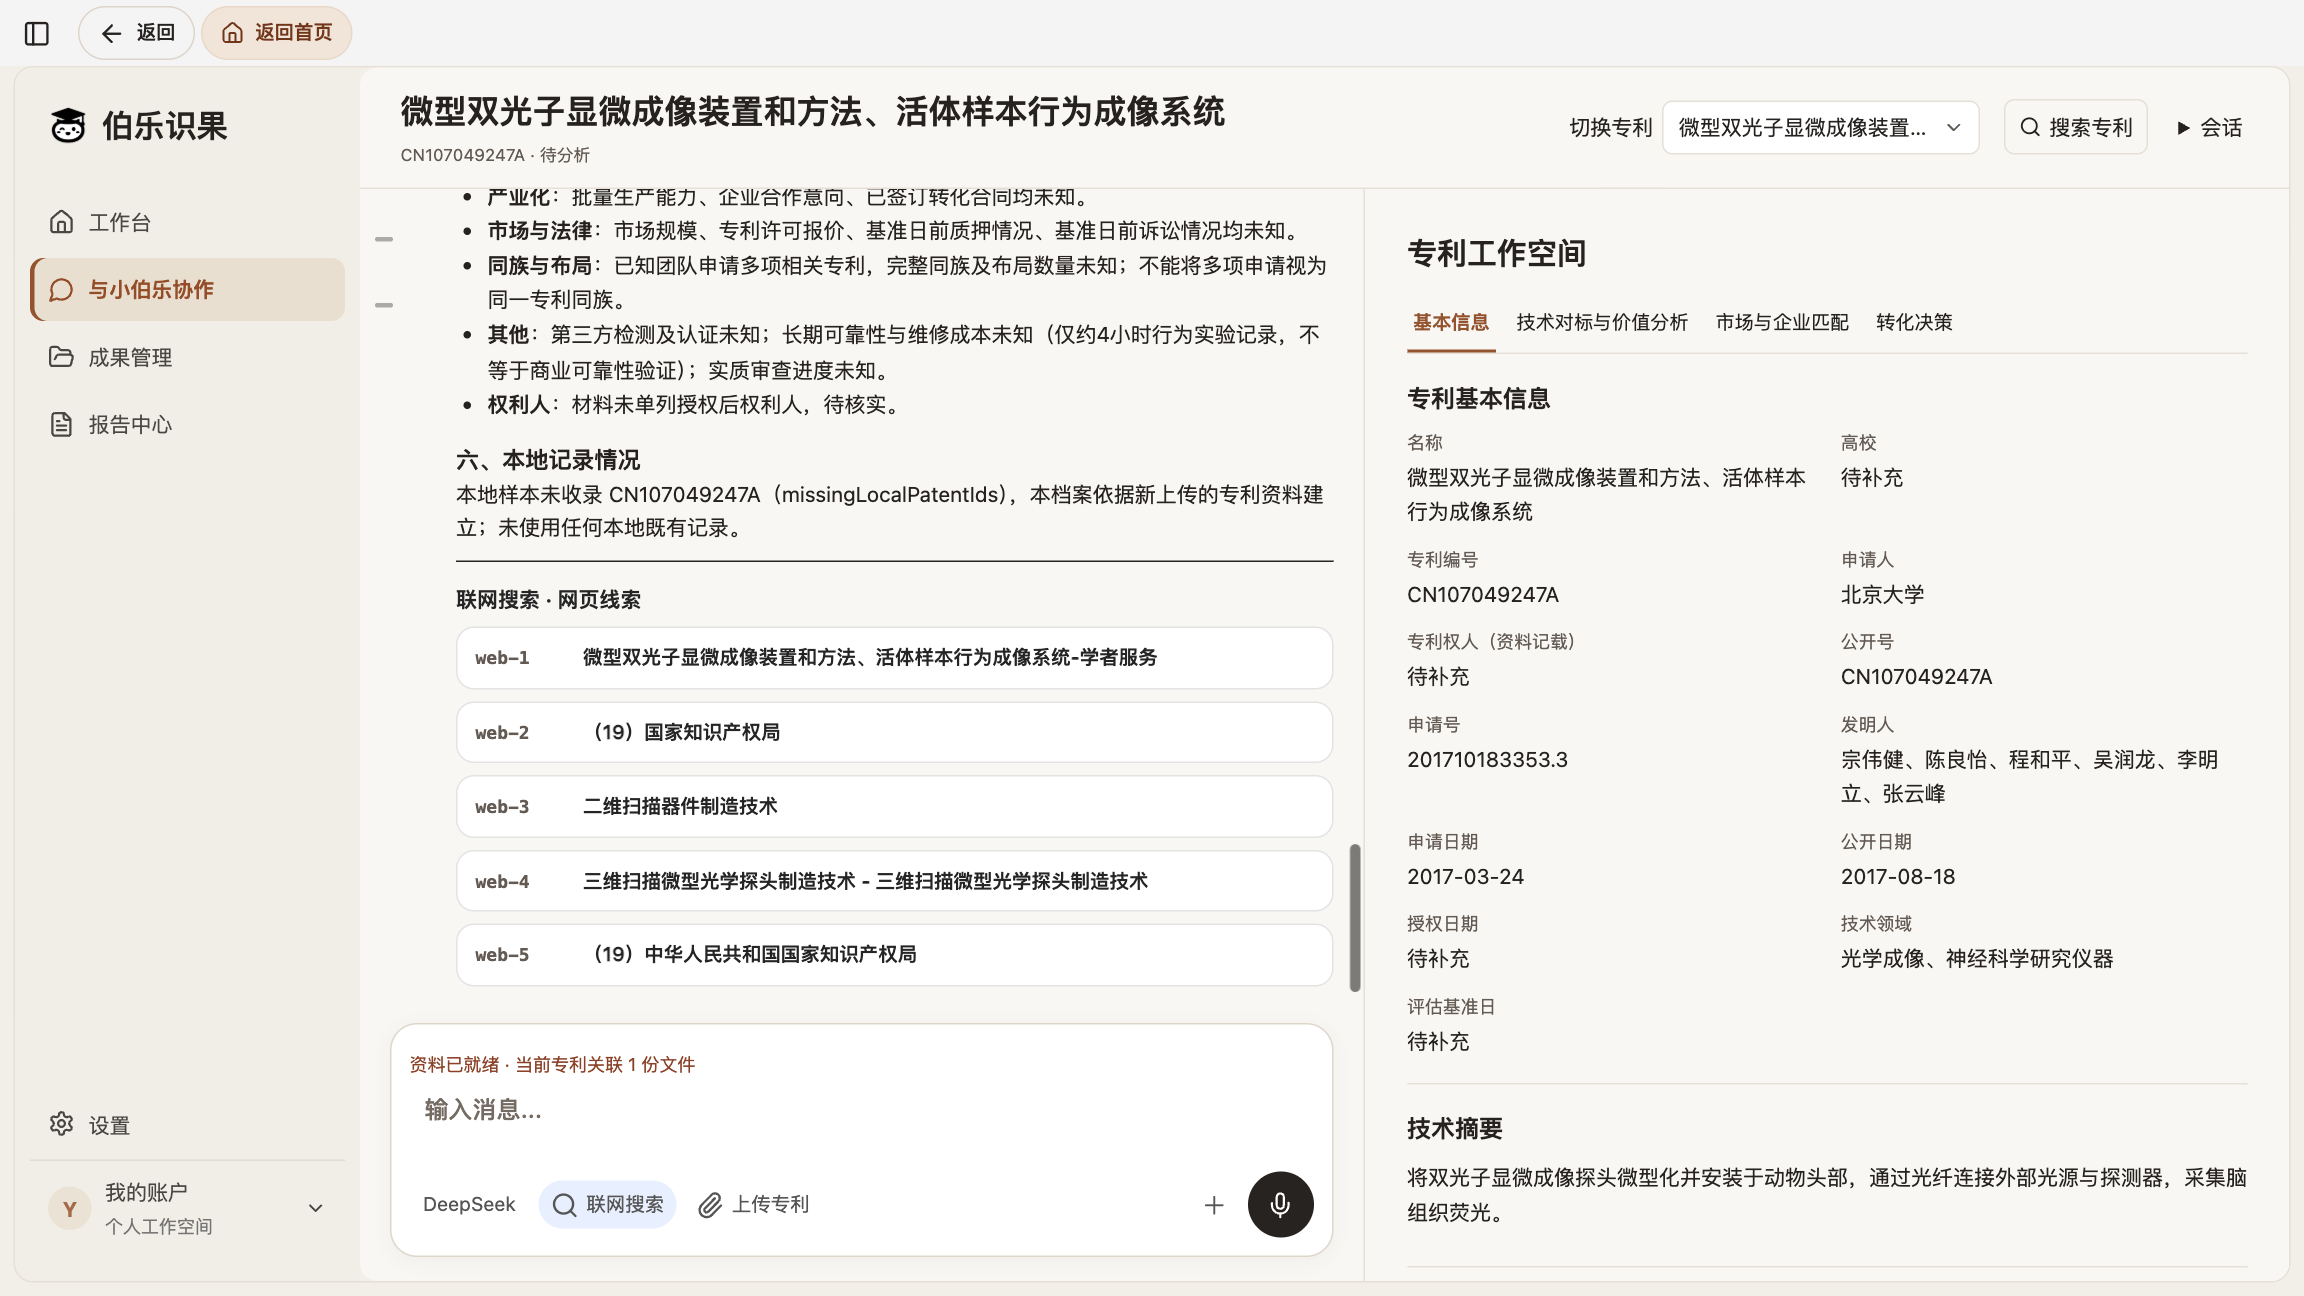 返回
返回首页
伯乐识果
工作台
与小伯乐协作
成果管理
报告中心
设置
Y
我的账户
个人工作空间
微型双光子显微成像装置和方法、活体样本行为成像系统
CN107049247A · 待分析
切换专利
微型双光子显微成像装置...
搜索专利
会话
产业化：批量生产能力、企业合作意向、已签订转化合同均未知。
市场与法律：市场规模、专利许可报价、基准日前质押情况、基准日前诉讼情况均未知。
同族与布局：已知团队申请多项相关专利，完整同族及布局数量未知；不能将多项申请视为
同一专利同族。
其他：第三方检测及认证未知；长期可靠性与维修成本未知（仅约4小时行为实验记录，不
等于商业可靠性验证）；实质审查进度未知。
权利人：材料未单列授权后权利人，待核实。
六、本地记录情况
本地样本未收录 CN107049247A（missingLocalPatentIds），本档案依据新上传的专利资料建
立；未使用任何本地既有记录。
联网搜索 · 网页线索
web-1 微型双光子显微成像装置和方法、活体样本行为成像系统-学者服务
web-2 （19）国家知识产权局
web-3 二维扫描器件制造技术
web-4 三维扫描微型光学探头制造技术 - 三维扫描微型光学探头制造技术
web-5 （19）中华人民共和国国家知识产权局
资料已就绪 · 当前专利关联 1 份文件
输入消息...
DeepSeek
联网搜索
上传专利
专利工作空间
基本信息
技术对标与价值分析
市场与企业匹配
转化决策
专利基本信息
名称
微型双光子显微成像装置和方法、活体样本
行为成像系统
高校
待补充
专利编号
CN107049247A
申请人
北京大学
专利权人（资料记载）
待补充
公开号
CN107049247A
申请号
201710183353.3
发明人
宗伟健、陈良怡、程和平、吴润龙、李明
立、张云峰
申请日期
2017-03-24
公开日期
2017-08-18
授权日期
待补充
技术领域
光学成像、神经科学研究仪器
评估基准日
待补充
技术摘要
将双光子显微成像探头微型化并安装于动物头部，通过光纤连接外部光源与探测器，采集脑
组织荧光。